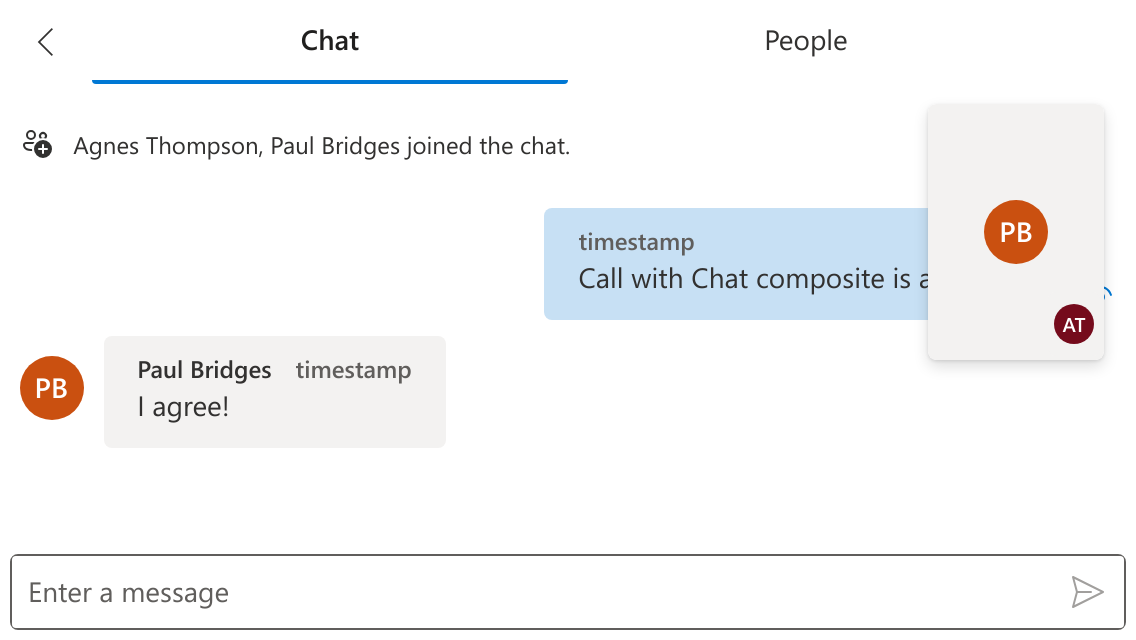 Chat
People
Agnes Thompson, Paul Bridges joined the chat.
timestamp
Call with Chat composite is
PB
AT
PB
Paul Bridges timestamp
I agree!
Enter a message